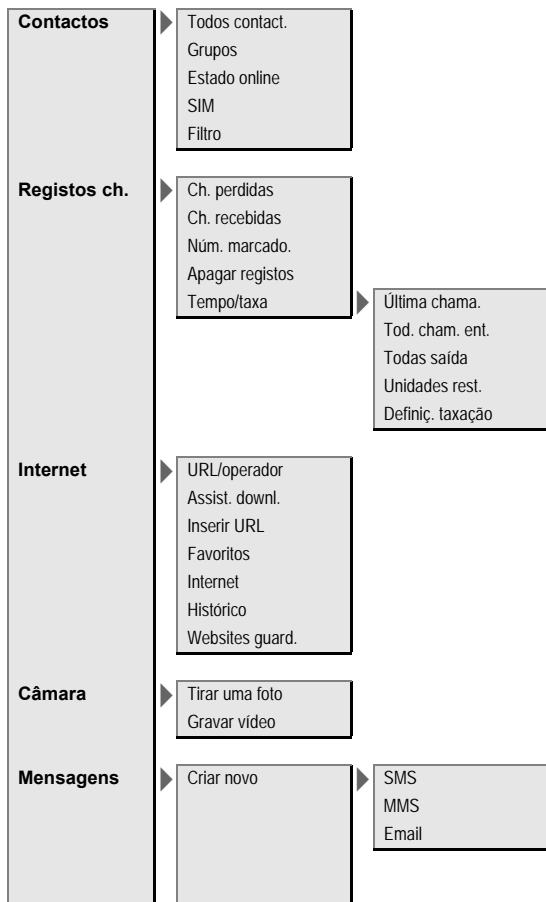 Contactos
Todos contact.
Grupos
Estado online
SIM
Filtro
Registos ch.
Ch. perdidas
Ch. recebidas
Núm. marcado.
Apagar registos
Tempo/taxa
Última chama.
Tod. cham. ent.
Todas saída
Unidades rest.
Definiç. taxação
Internet
URL/operador
Assist. downl.
Inserir URL
Favoritos
Internet
Histórico
Websites guard.
Câmara
Tirar uma foto
Gravar vídeo
Mensagens
Criar novo
SMS
MMS
Email